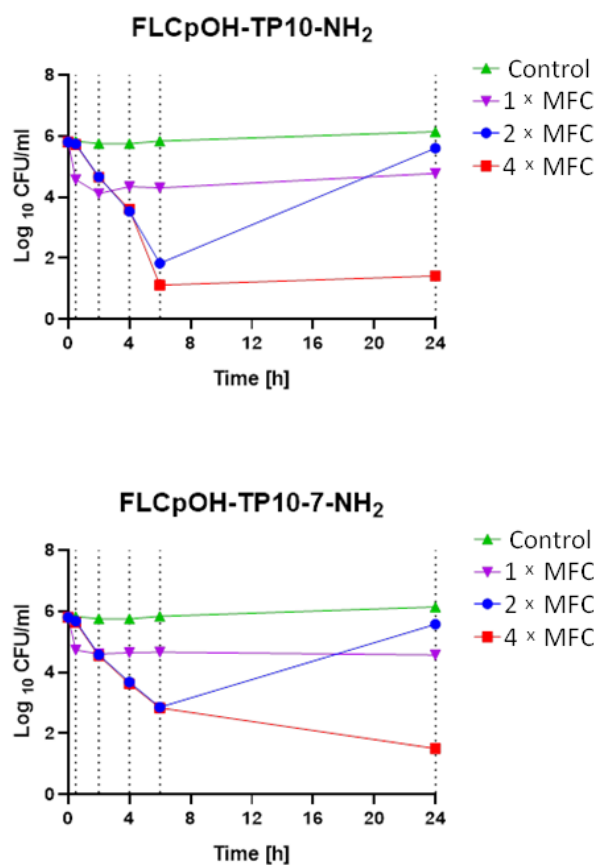 FLCpOH-TP10-NH2
8
6
4
2
0
Log 10 CFU/ml
0 4 8 12 16 20 24
Time [h]
Control
1 x MFC
2 x MFC
4 x MFC
FLCpOH-TP10-7-NH2
8
6
4
2
0
Log 10 CFU/ml
0 4 8 12 16 20 24
Time [h]
Control
1 x MFC
2 x MFC
4 x MFC